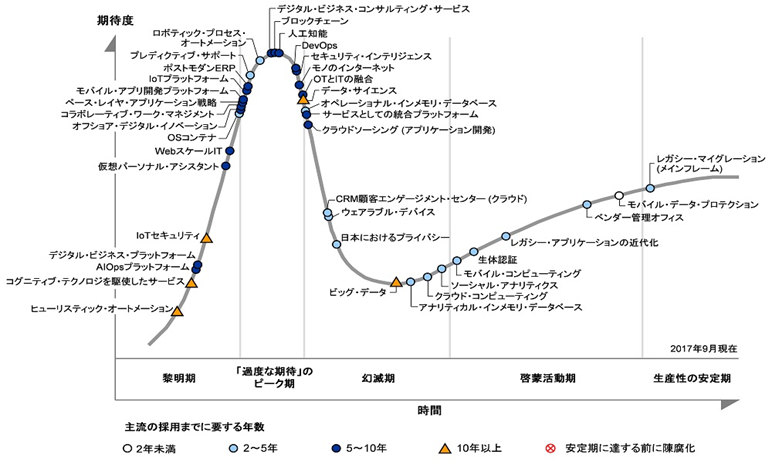 期待度
デジタル・ビジネス・コンサルティング・サービス
ブロックチェーン
人工知能
ロボティック・プロセス・
オートメーション
DevOps
プレディクティブ・サポート
セキュリティ・インテリジェンス
ポストモダンERP
モノのインターネット
IoTプラットフォーム
OTとITの融合
モバイル・アプリ開発プラットフォーム
データ・サイエンス
ペース・レイヤ・アプリケーション戦略
オペレーショナル・インメモリ・データベース
コラボレーティブ・ワーク・マネジメント
サービスとしての統合プラットフォーム
オフショア・デジタル・イノベーション
クラウドソーシング (アプリケーション開発)
OSコンテナ
WebスケールIT
仮想パーソナル・アシスタント
レガシー・マイグレーション
(メインフレーム)
CRM顧客エンゲージメント・センター (クラウド)
ウェアラブル・デバイス
モバイル・データ・プロテクション
ベンダー管理オフィス
IoTセキュリティ
日本におけるプライバシー
レガシー・アプリケーションの近代化
デジタル・ビジネス・プラットフォーム
生体認証
AIOpsプラットフォーム
モバイル・コンピューティング
コグニティブ・テクノロジを駆使したサービス
ソーシャル・アナリティクス
ビッグ・データ
クラウド・コンピューティング
ヒューリスティック・オートメーション
アナリティカル・インメモリ・データベース
2017年9月現在
黎明期
「過度な期待」の
ピーク期
幻滅期
啓蒙活動期
生産性の安定期
時間
主流の採用までに要する年数
2年未満
2～5年
5～10年
10年以上
安定期に達する前に陳腐化